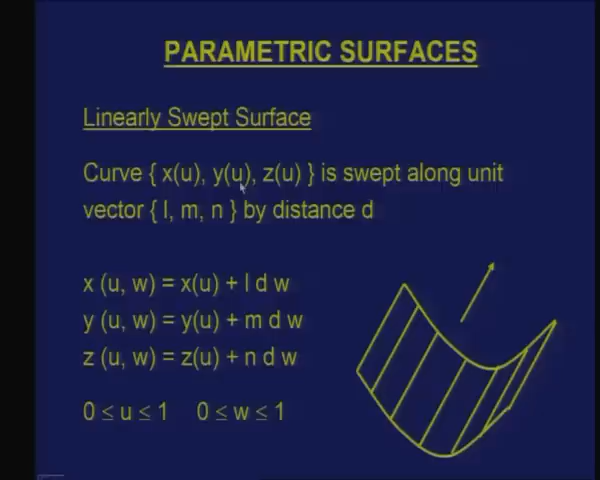 PARAMETRIC SURFACES
Linearly Swept Surface
Curve { x(u), y(u), z(u) } is swept along unit
vector { l, m, n } by distance d
x (u, w) = x(u) + l d w
y (u, w) = y(u) + m d w
z (u, w) = z(u) + n d w
0 ≤ u ≤ 1 0 ≤ w ≤ 1